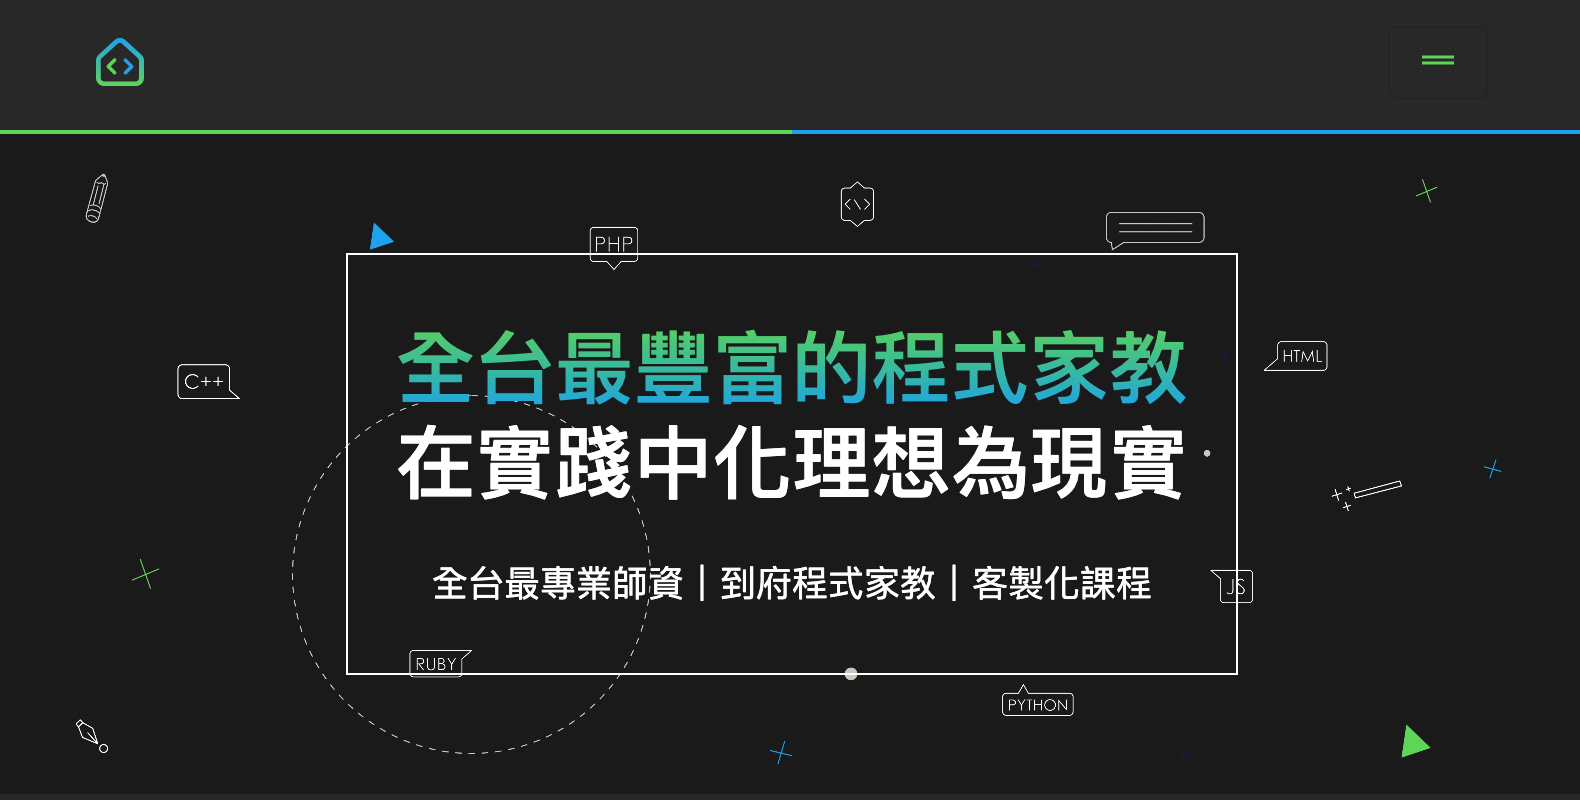 PHP
全台最豐富的程式家教
HTML
C++
在實踐中化理想為現實
全台最專業師資｜到府程式家教｜客製化課程
JS
RUBY
PYTHON